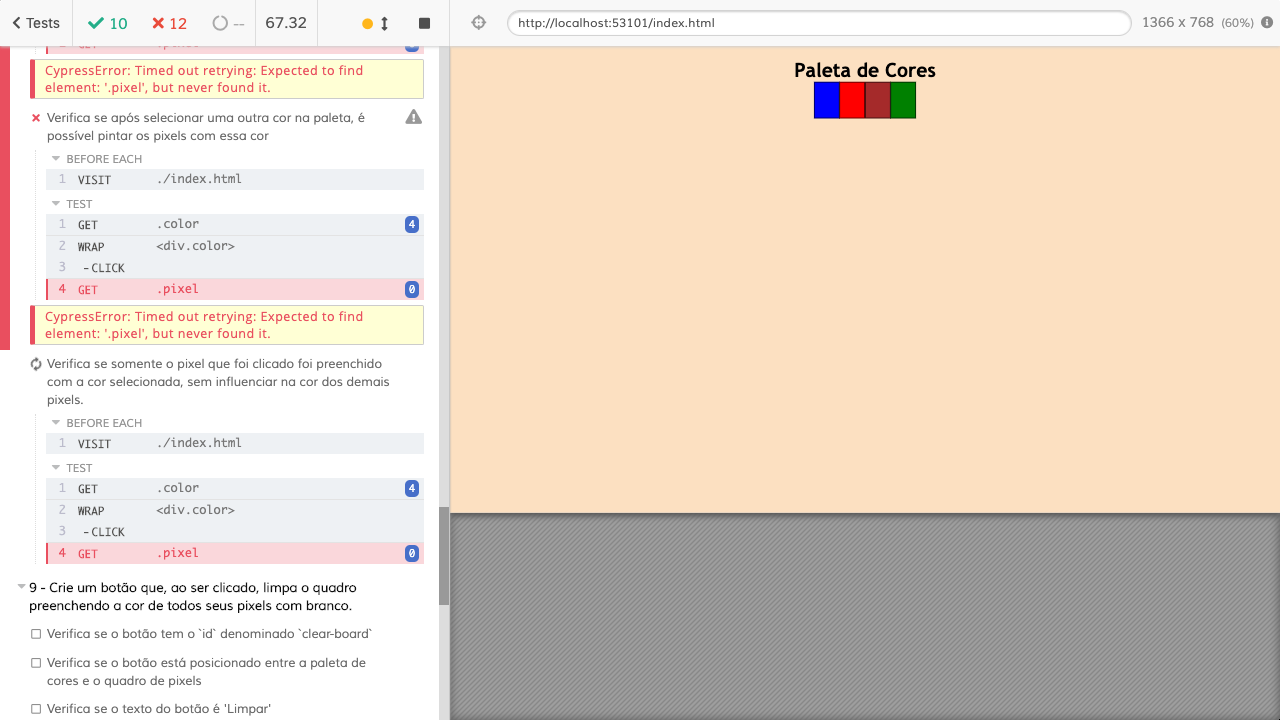 Tests
10
12
--
67.32
http://localhost:53101/index.html
1366 x 768 (60%)
CypressError: Timed out retrying: Expected to find
element: '.pixel', but never found it.
Verifica se após selecionar uma outra cor na paleta, é
possível pintar os pixels com essa cor
BEFORE EACH
1 VISIT ./index.html
TEST
1 GET .color 4
2 WRAP <div.color>
3 -CLICK
4 GET .pixel 0
CypressError: Timed out retrying: Expected to find
element: '.pixel', but never found it.
Verifica se somente o pixel que foi clicado foi preenchido
com a cor selecionada, sem influenciar na cor dos demais
pixels.
BEFORE EACH
1 VISIT ./index.html
TEST
1 GET .color 4
2 WRAP <div.color>
3 -CLICK
4 GET .pixel 0
9 - Crie um botão que, ao ser clicado, limpa o quadro
preenchendo a cor de todos seus pixels com branco.
Verifica se o botão tem o `id` denominado `clear-board`
Verifica se o botão está posicionado entre a paleta de
cores e o quadro de pixels
Verifica se o texto do botão é 'Limpar'
Paleta de Cores